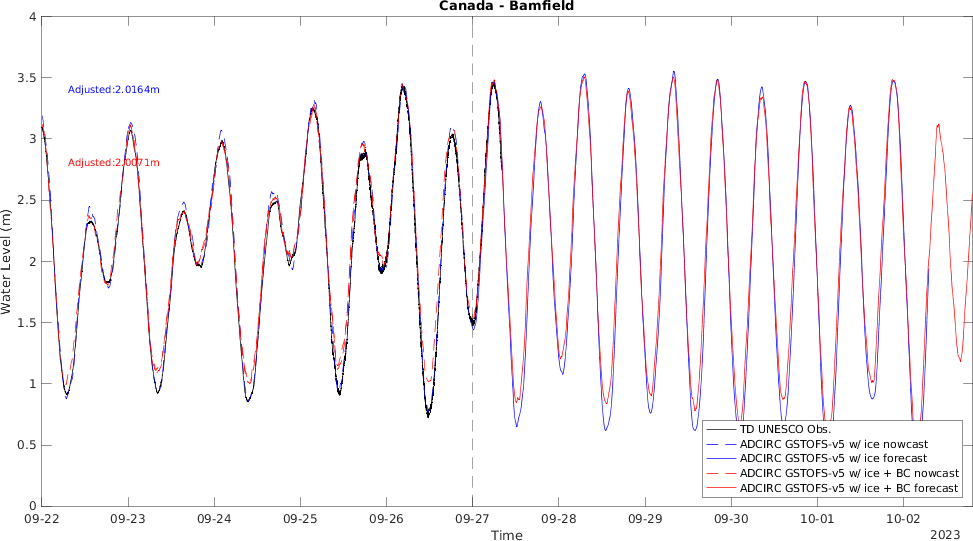 Canada - Bamfield
4
3.5
3
2.5
2
1.5
1
0.5
0
Water Level (m)
Adjusted:2.0164m
Adjusted:2.0071m
TD UNESCO Obs.
ADCIRC GSTOFS-v5 w/ ice nowcast
ADCIRC GSTOFS-v5 w/ ice forecast
ADCIRC GSTOFS-v5 w/ ice + BC nowcast
ADCIRC GSTOFS-v5 w/ ice + BC forecast
09-22 09-23 09-24 09-25 09-26 09-27 09-28 09-29 09-30 10-01 10-02
Time
2023